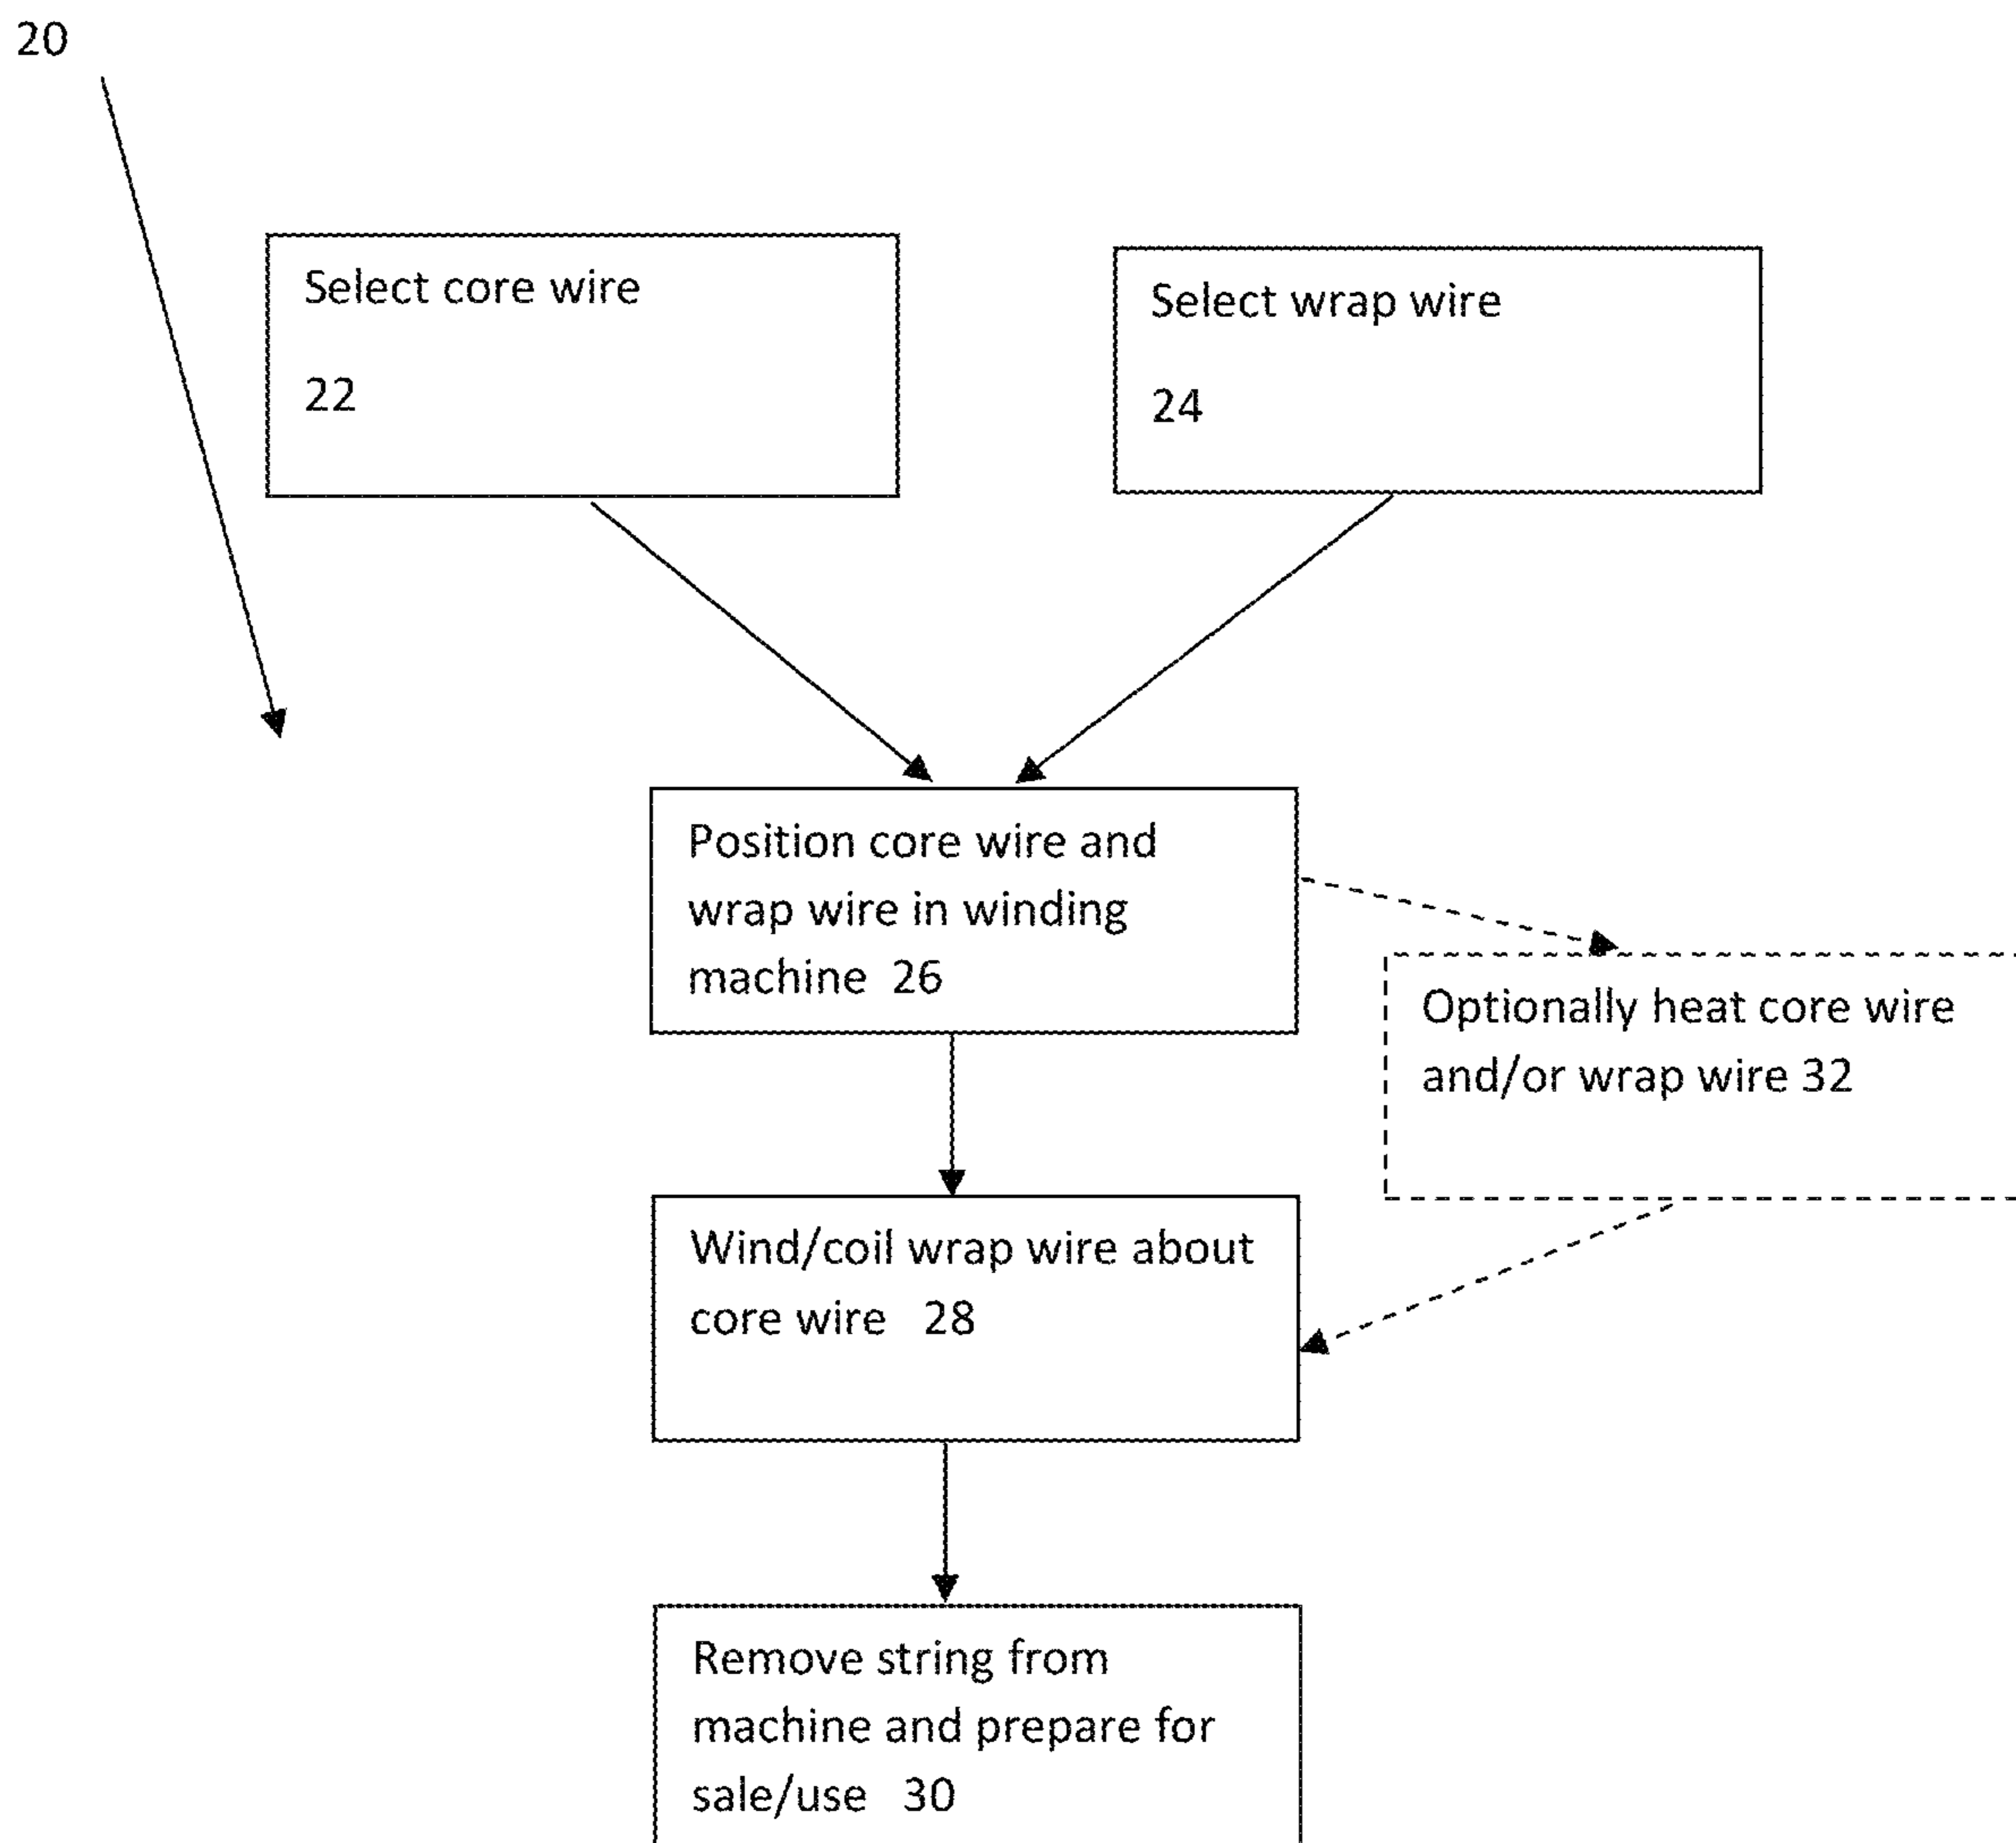 20
Select core wire
22
Select wrap wire
24
Position core wire and
wrap wire in winding
machine 26
Optionally heat core wire
and/or wrap wire 32
Wind/coil wrap wire about
core wire 28
Remove string from
machine and prepare for
sale/use 30